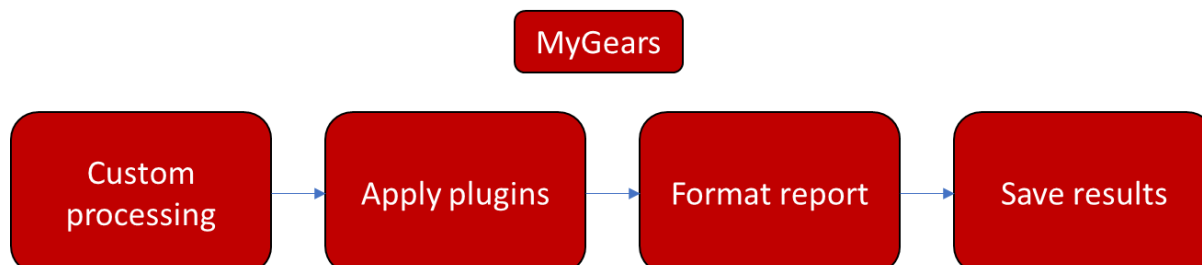 MyGears
Custom
processing
Apply plugins
Format report
Save results